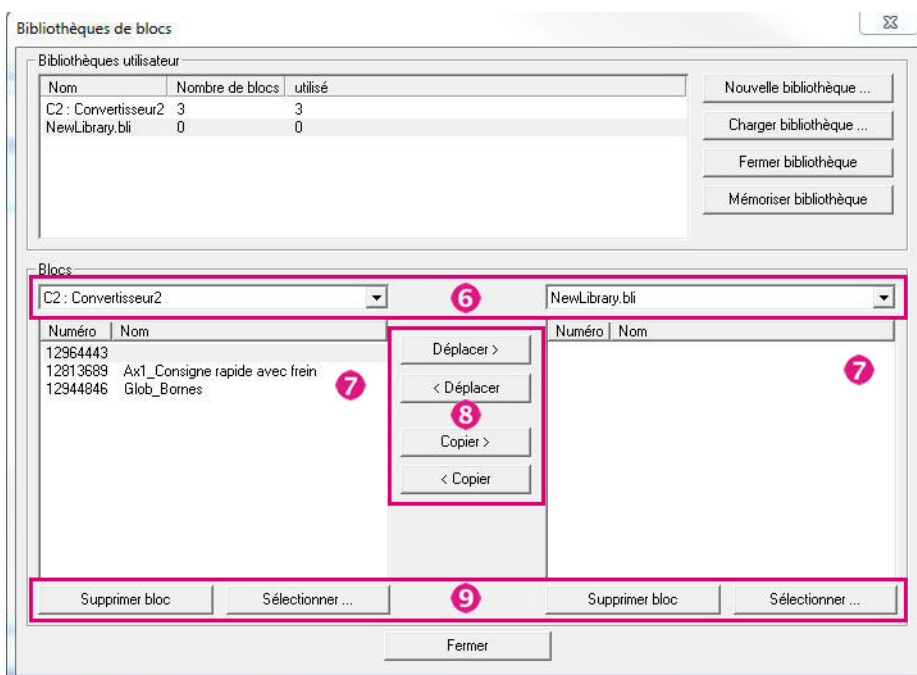 Bibliothèques de blocs
Bibliothèques utilisateur
Nom Nombre de blocs utilisé
C2 : Convertisseur2 3 3
NewLibrary.bli 0 0
Nouvelle bibliothèque ...
Charger bibliothèque ...
Fermer bibliothèque
Mémoriser bibliothèque
Blocs
C2 : Convertisseur2 6 NewLibrary.bli
Numéro Nom
12964443
12813689 Ax1_Consigne rapide avec frein
12944846 Glob_Bornes
7
Déplacer >
< Déplacer
8
Copier >
< Copier
Numéro Nom
7
Supprimer bloc Sélectionner ... 9 Supprimer bloc Sélectionner ...
Fermer